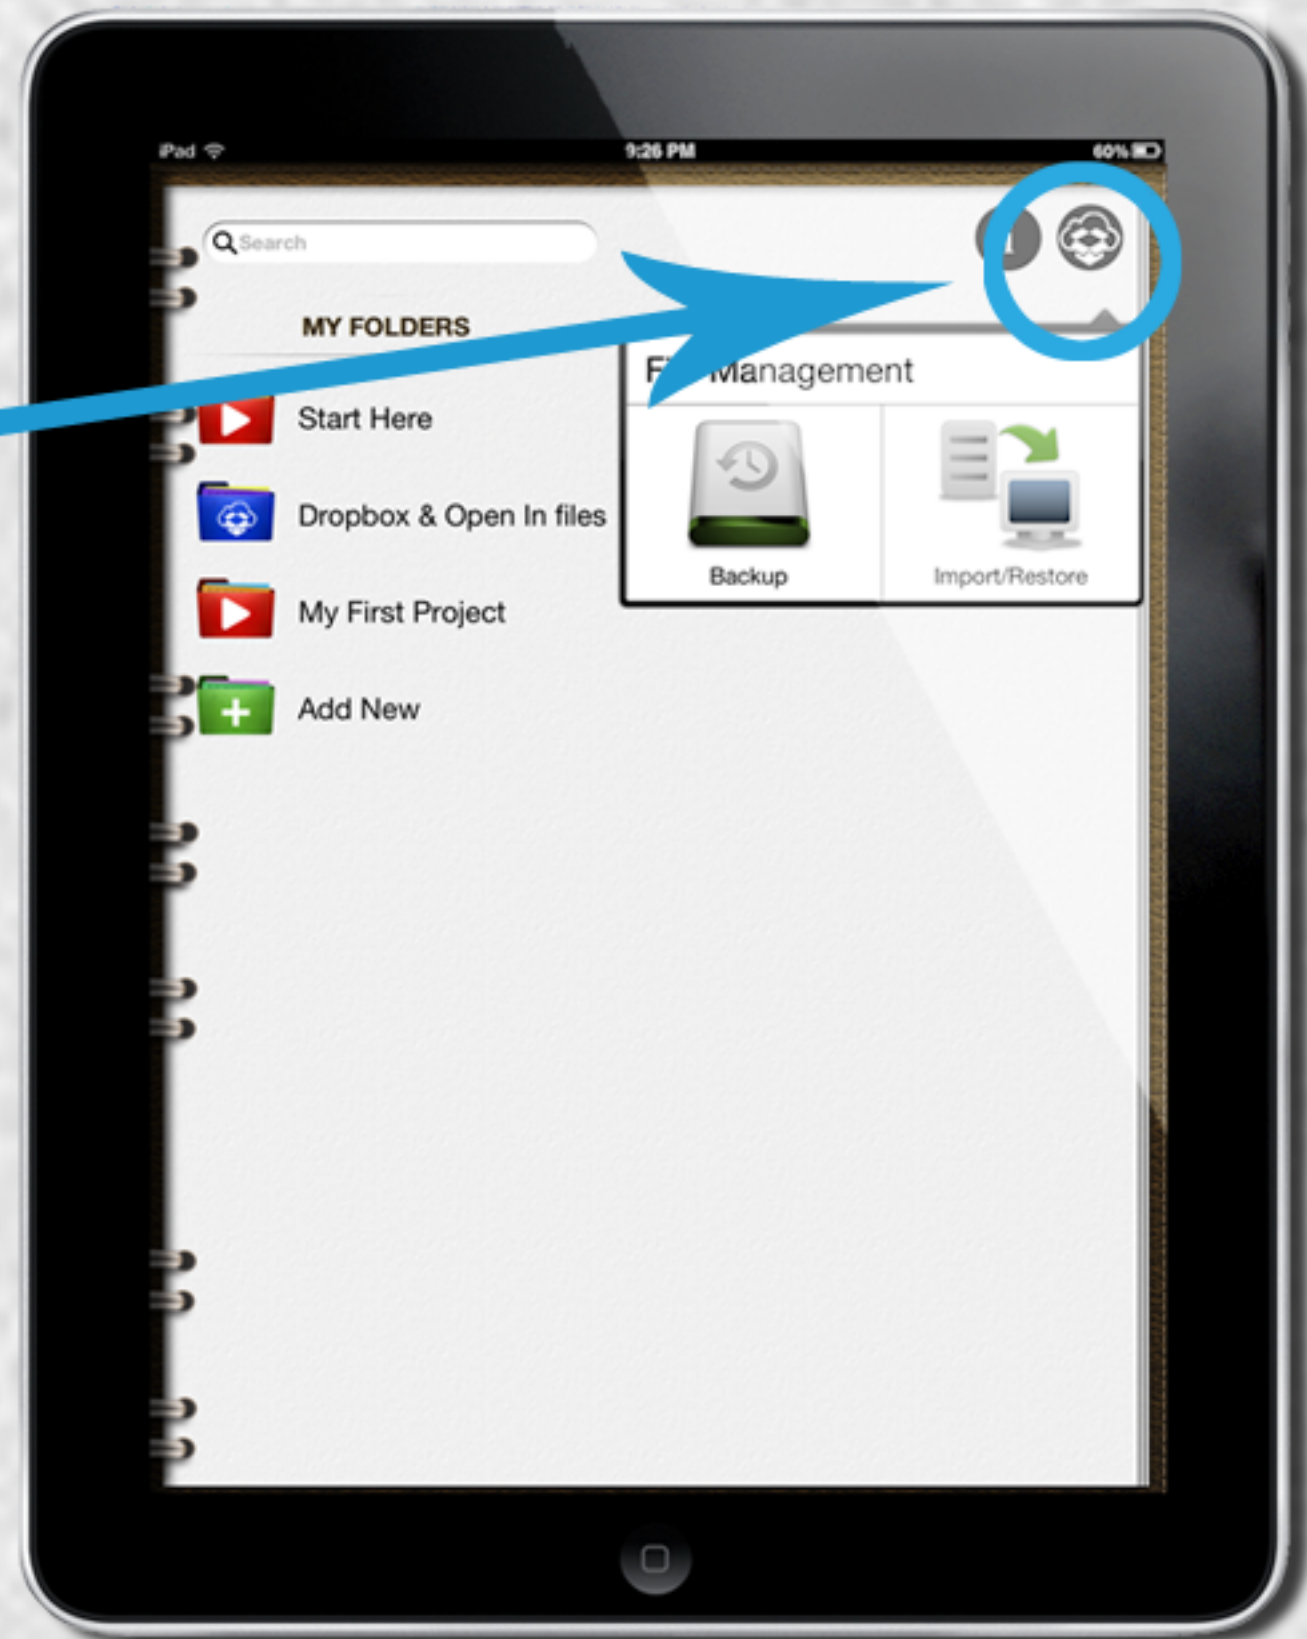 iPad
9:26 PM
60%
Search
MY FOLDERS
Management
Start Here
Backup
Import/Restore
Dropbox & Open In files
My First Project
Add New